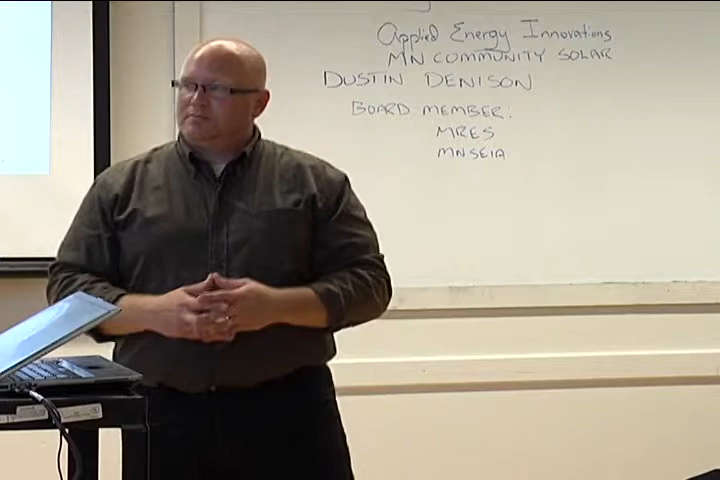 Applied Energy Innovations
MN COMMUNITY SOLAR
DUSTIN DENISON
BOARD MEMBER:
MRES
MNSEIA